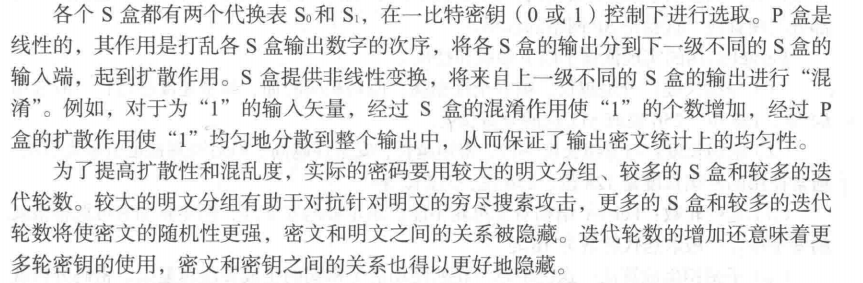 各个 S 盒都有两个代换表 S₀和 S₁，在一比特密钥（0 或 1）控制下进行选取。P 盒是
线性的，其作用是打乱各 S 盒输出数字的次序，将各 S 盒的输出分到下一级不同的 S 盒的
输入端，起到扩散作用。S 盒提供非线性变换，将来自上一级不同的 S 盒的输出进行“混
淆”。例如，对于为“1”的输入矢量，经过 S 盒的混淆作用使“1”的个数增加，经过 P
盒的扩散作用使“1”均匀地分散到整个输出中，从而保证了输出密文统计上的均匀性。
为了提高扩散性和混乱度，实际的密码要用较大的明文分组、较多的 S 盒和较多的迭
代轮数。较大的明文分组有助于对抗针对明文的穷尽搜索攻击，更多的 S 盒和较多的迭代
轮数将使密文的随机性更强，密文和明文之间的关系被隐藏。迭代轮数的增加还意味着更
多轮密钥的使用，密文和密钥之间的关系也得以更好地隐藏。